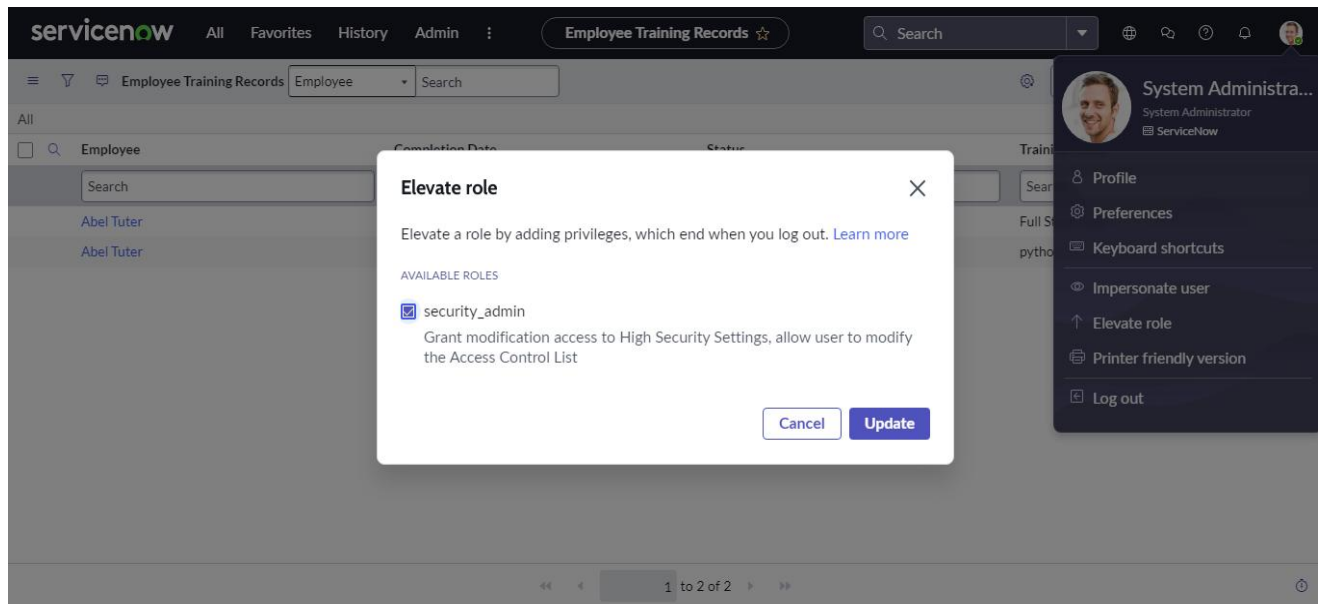 servicenow All Favorites History Admin Employee Training Records Search
Employee Training Records Employee Search
All
Employee Completion Date Status Traini
Search Sear
Abel Tuter Full S
Abel Tuter pytho
Elevate role
Elevate a role by adding privileges, which end when you log out. Learn more
AVAILABLE ROLES
security_admin
Grant modification access to High Security Settings, allow user to modify
the Access Control List
Cancel Update
System Administra...
System Administrator
ServiceNow
Profile
Preferences
Keyboard shortcuts
Impersonate user
Elevate role
Printer friendly version
Log out
1 to 2 of 2